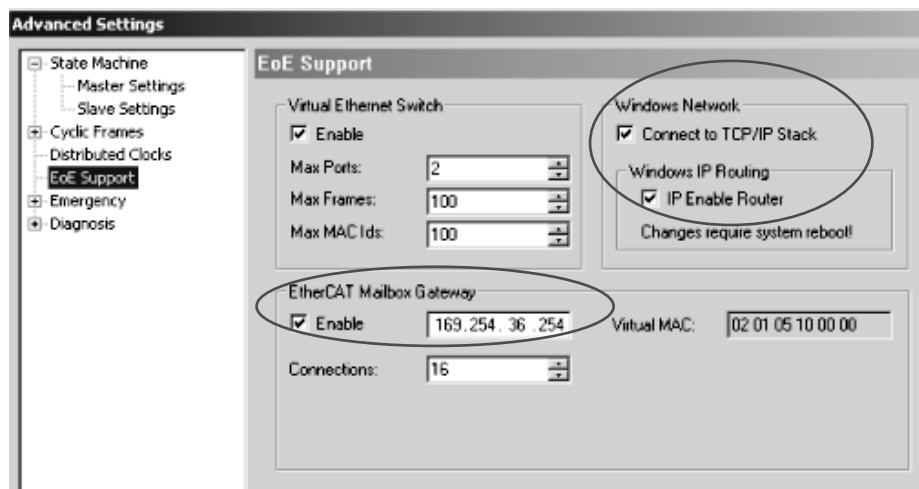 Advanced Settings
State Machine
Master Settings
Slave Settings
Cyclic Frames
Distributed Clocks
EoE Support
Emergency
Diagnosis
EoE Support
Virtual Ethernet Switch
Enable
Max Ports: 2
Max Frames: 100
Max MAC Ids: 100
Windows Network
Connect to TCP/IP Stack
Windows IP Routing
IP Enable Router
Changes require system reboot!
EtherCAT Mailbox Gateway
Enable 169.254. 36 .254
Virtual MAC: 02 01 05 10 00 00
Connections: 16